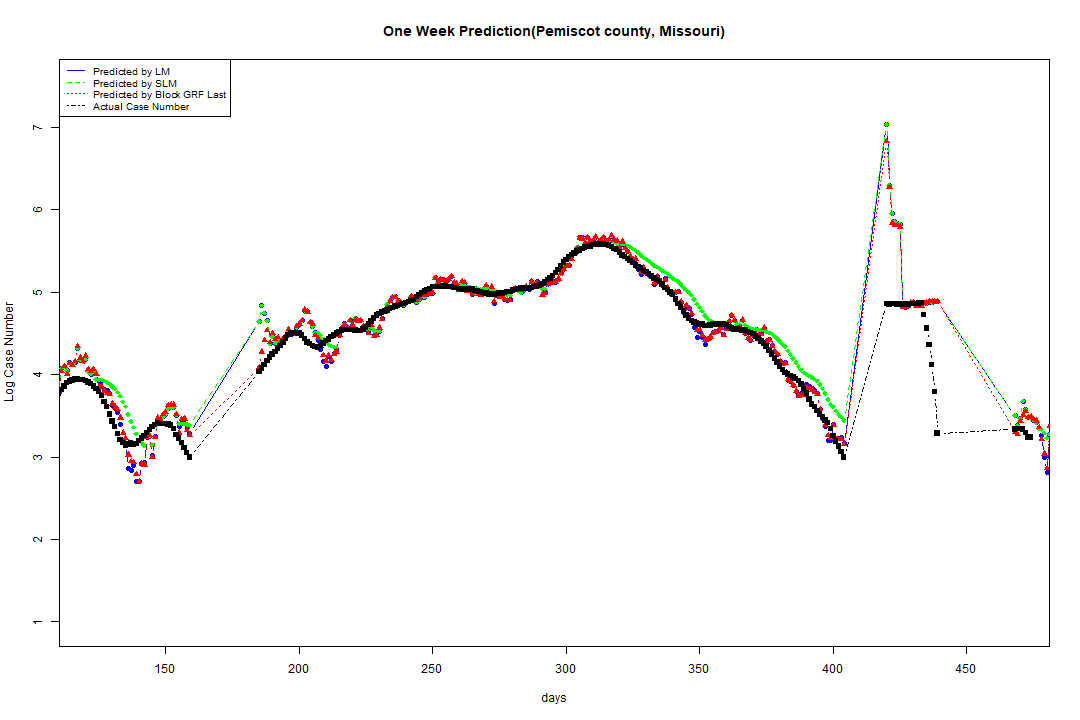 One Week Prediction(Pemiscot county, Missouri)
Predicted by LM
Predicted by SLM
Predicted by Block GRF Last
Actual Case Number
7
6
5
4
3
2
1
Log Case Number
150 200 250 300 350 400 450
days